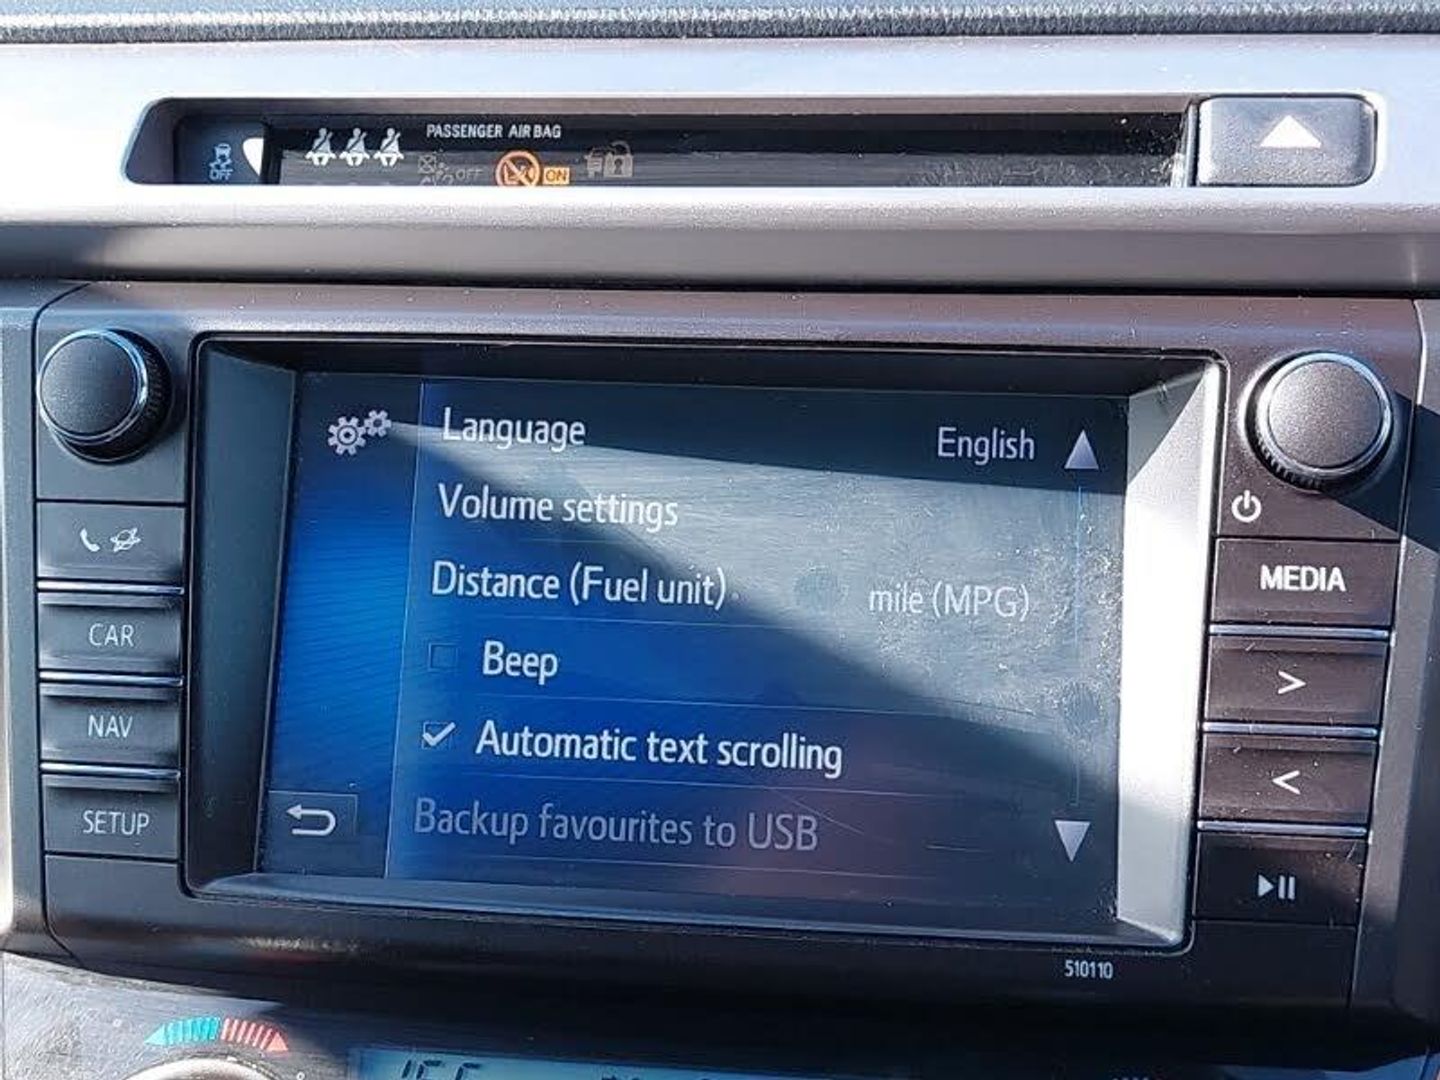 PASSENGER AIR BAG
OFF
OFF
ON
Language English
Volume settings
Distance (Fuel unit) mile (MPG)
Beep
Automatic text scrolling
Backup favourites to USB
CAR
NAV
SETUP
MEDIA
>
<
510110